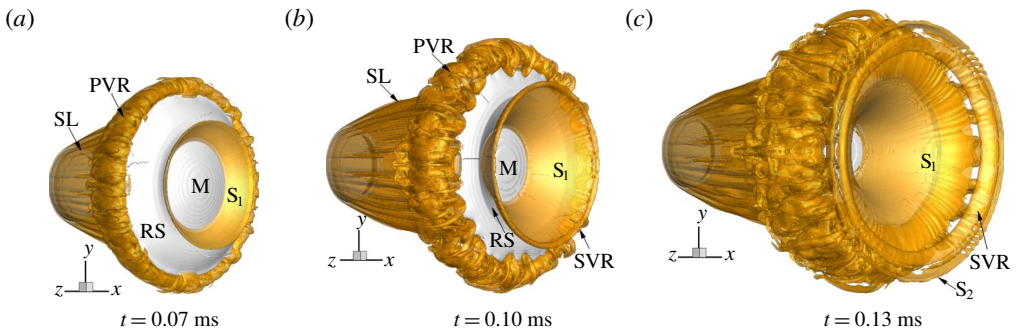 (a)
PVR
SL
M
S1
RS
y
z
x
t = 0.07 ms
(b)
PVR
SL
M
S1
RS
SVR
y
z
x
t = 0.10 ms
(c)
S1
SVR
S2
y
z
x
t = 0.13 ms